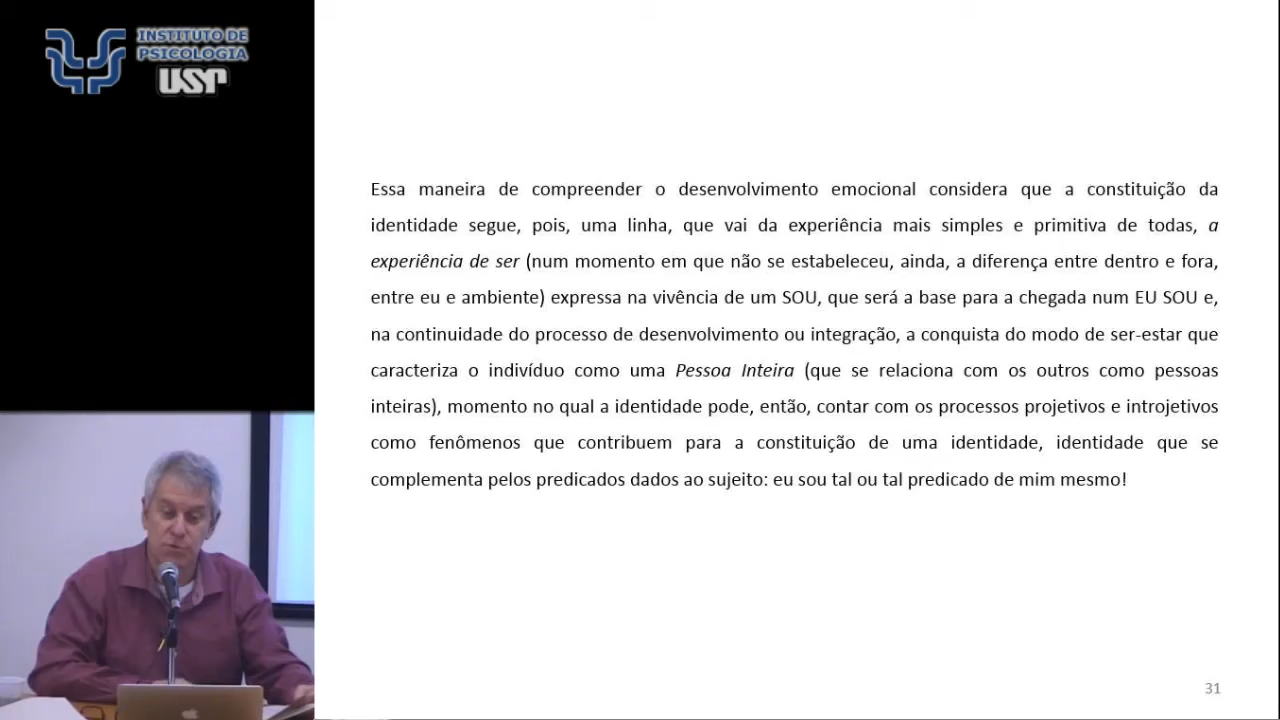 INSTITUTO DE
PSICOLOGIA
USP
Essa maneira de compreender o desenvolvimento emocional considera que a constituição da
identidade segue, pois, uma linha, que vai da experiência mais simples e primitiva de todas, a
experiência de ser (num momento em que não se estabeleceu, ainda, a diferença entre dentro e fora,
entre eu e ambiente) expressa na vivência de um SOU, que será a base para a chegada num EU SOU e,
na continuidade do processo de desenvolvimento ou integração, a conquista do modo de ser-estar que
caracteriza o indivíduo como uma Pessoa Inteira (que se relaciona com os outros como pessoas
inteiras), momento no qual a identidade pode, então, contar com os processos projetivos e introjetivos
como fenômenos que contribuem para a constituição de uma identidade, identidade que se
complementa pelos predicados dados ao sujeito: eu sou tal ou tal predicado de mim mesmo!
31